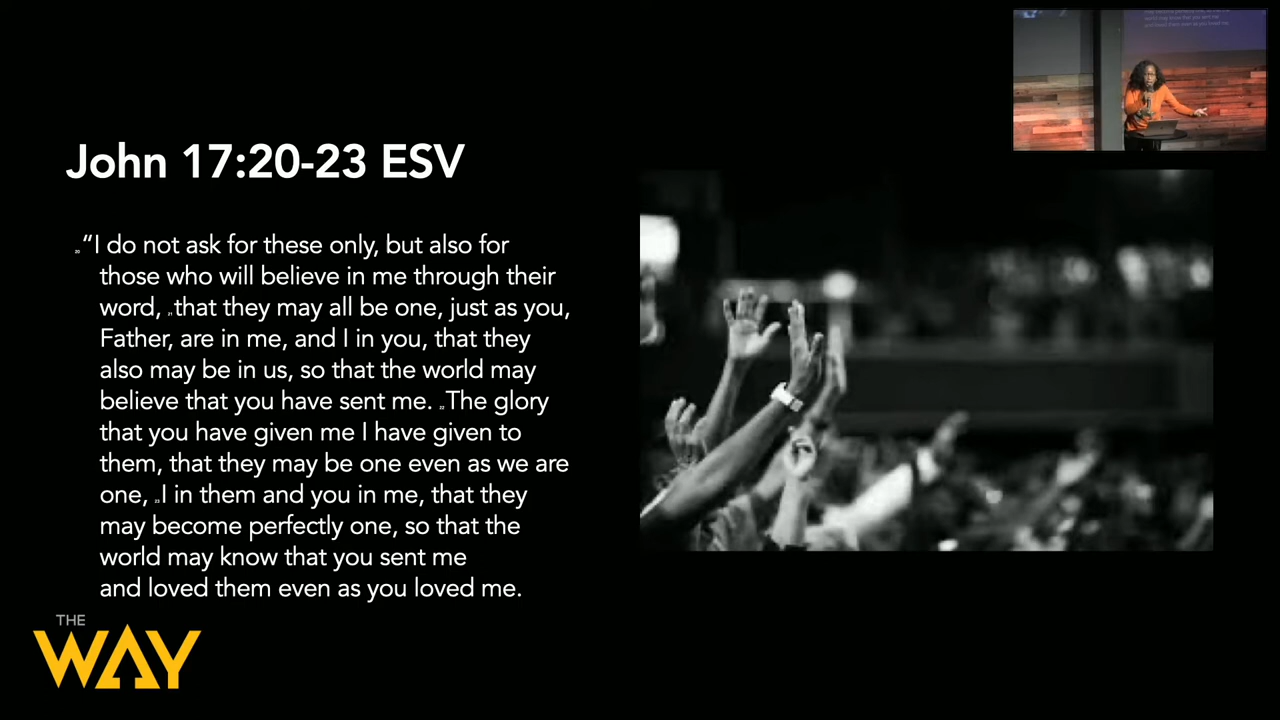 John 17:20-23 ESV
20 “I do not ask for these only, but also for
those who will believe in me through their
word, 21 that they may all be one, just as you,
Father, are in me, and I in you, that they
also may be in us, so that the world may
believe that you have sent me. 22 The glory
that you have given me I have given to
them, that they may be one even as we are
one, 23 I in them and you in me, that they
may become perfectly one, so that the
world may know that you sent me
and loved them even as you loved me.
THE
WAY